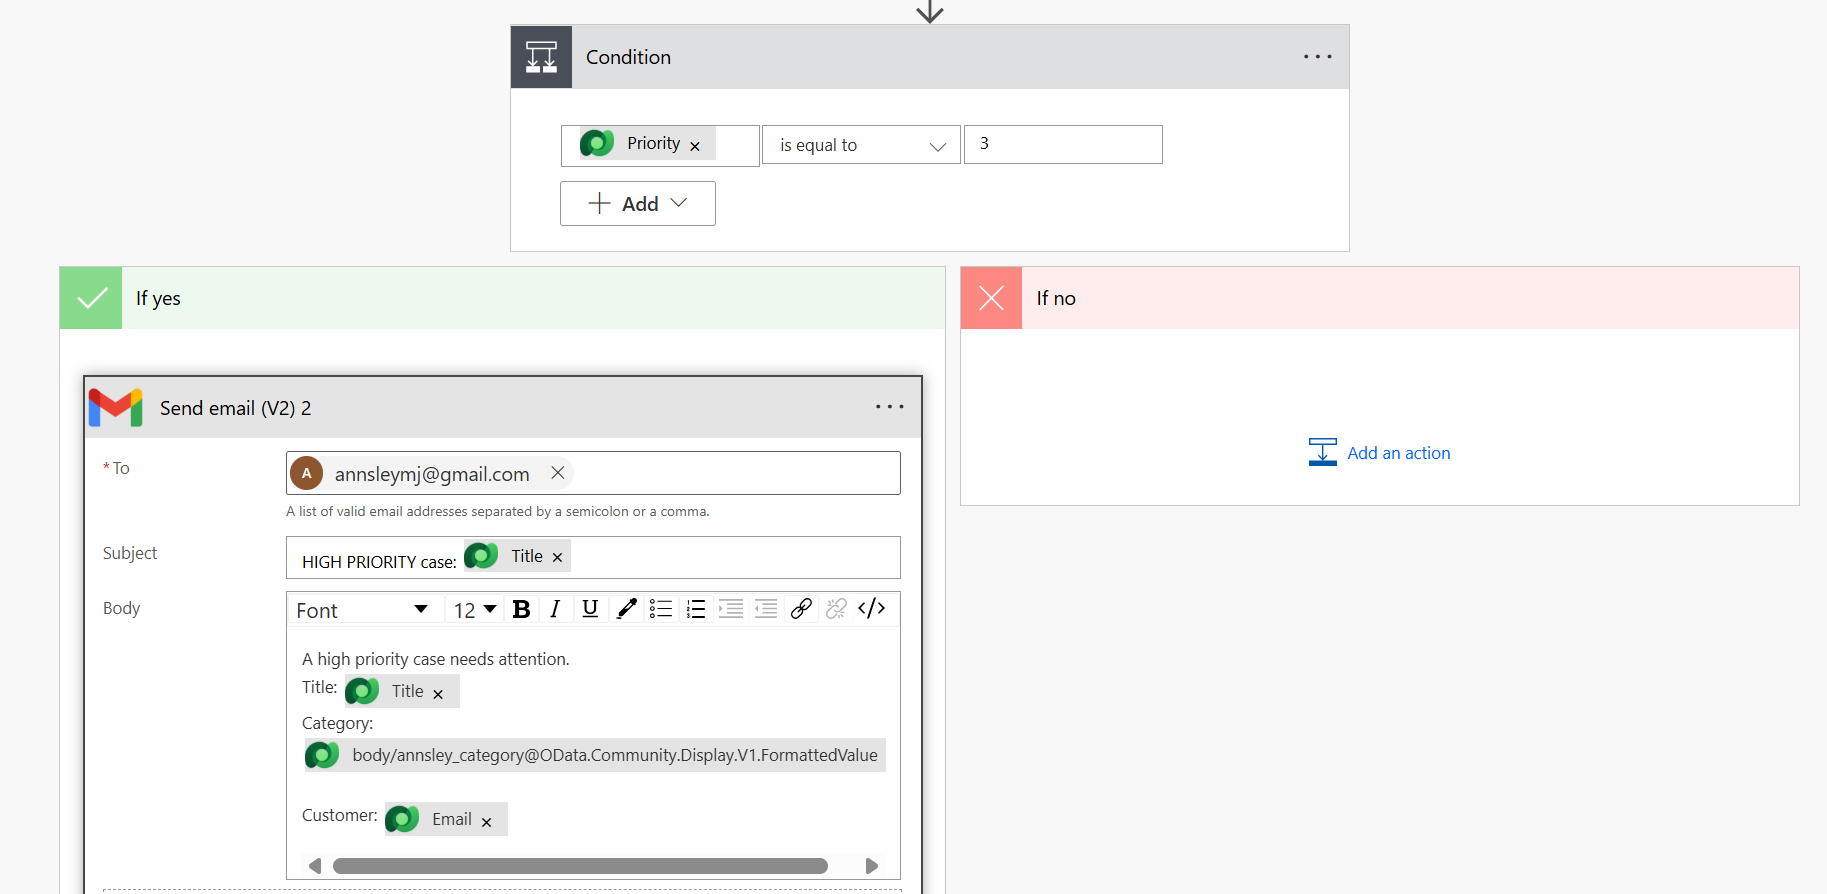 Condition
Priority
is equal to
3
Add
If yes
If no
Send email (V2) 2
* To
A
annsleymj@gmail.com
A list of valid email addresses separated by a semicolon or a comma.
Subject
HIGH PRIORITY case: Title
Body
Font 12 B I U </>
A high priority case needs attention.
Title: Title
Category:
body/annsley_category@OData.Community.Display.V1.FormattedValue
Customer: Email
Add an action